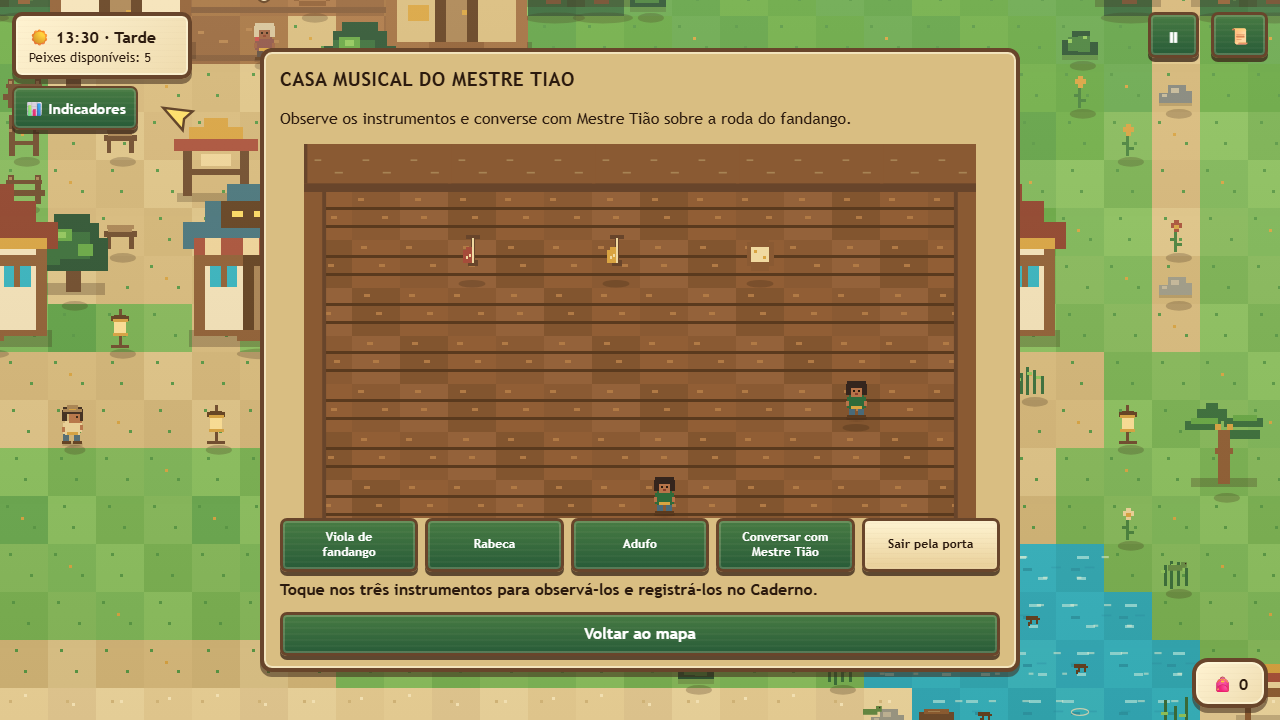 13:30 · Tarde
Peixes disponíveis: 5
Indicadores
CASA MUSICAL DO MESTRE TIAO
Observe os instrumentos e converse com Mestre Tião sobre a roda do fandango.
Viola de
fandango
Rabeca
Adufo
Conversar com
Mestre Tião
Sair pela porta
Toque nos três instrumentos para observá-los e registrá-los no Caderno.
Voltar ao mapa
0